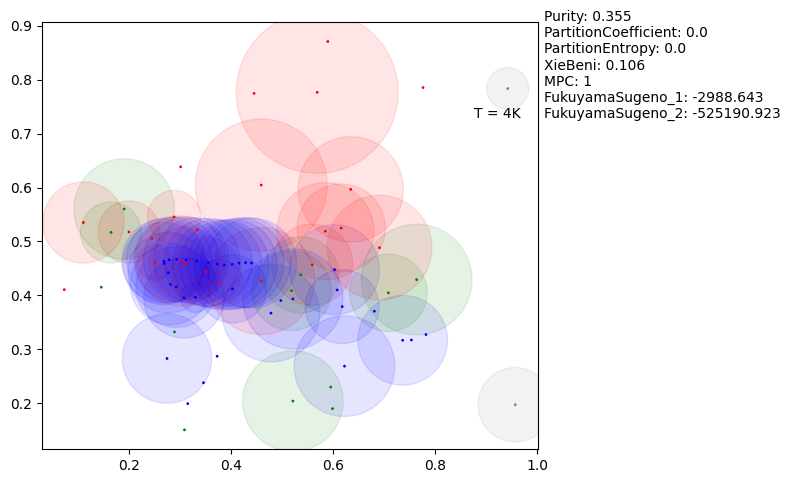 Purity: 0.355
PartitionCoefficient: 0.0
PartitionEntropy: 0.0
XieBeni: 0.106
MPC: 1
FukuyamaSugeno_1: -2988.643
FukuyamaSugeno_2: -525190.923
T = 4K
0.9
0.8
0.7
0.6
0.5
0.4
0.3
0.2
0.2
0.4
0.6
0.8
1.0